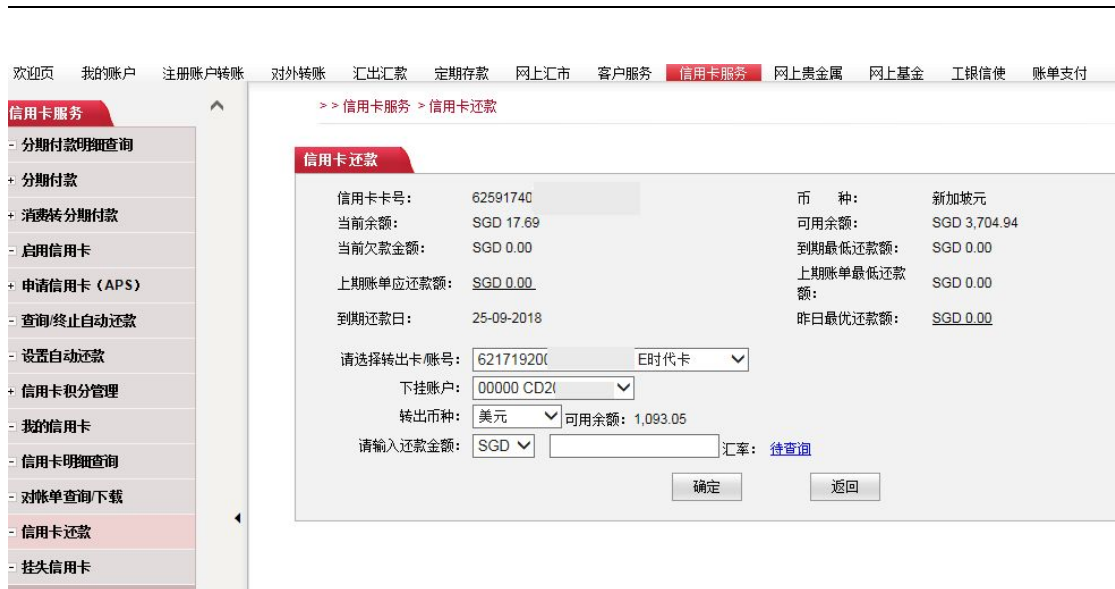 欢迎页 我的账户 注册账户转账 对外转账 汇出汇款 定期存款 网上汇市 客户服务 信用卡服务 网上贵金属 网上基金 工银信使 账单支付
信用卡服务
- 分期付款明细查询
+ 分期付款
+ 消费转分期付款
- 启用信用卡
+ 申请信用卡（APS）
- 查询/终止自动还款
- 设置自动还款
+ 信用卡积分管理
- 我的信用卡
- 信用卡明细查询
- 对帐单查询/下载
- 信用卡还款
- 挂失信用卡
>> 信用卡服务 > 信用卡还款
信用卡还款
信用卡卡号： 62591740 币 种： 新加坡元
当前余额： SGD 17.69 可用余额： SGD 3,704.94
当前欠款金额： SGD 0.00 到期最低还款额： SGD 0.00
上期账单应还款额： SGD 0.00 上期账单最低还款
额： SGD 0.00
到期还款日： 25-09-2018 昨日最优还款额： SGD 0.00
请选择转出卡/账号： 62171920 E时代卡
下挂账户： 00000 CD2
转出币种： 美元 可用余额：1,093.05
请输入还款金额： SGD 汇率： 待查询
确定 返回